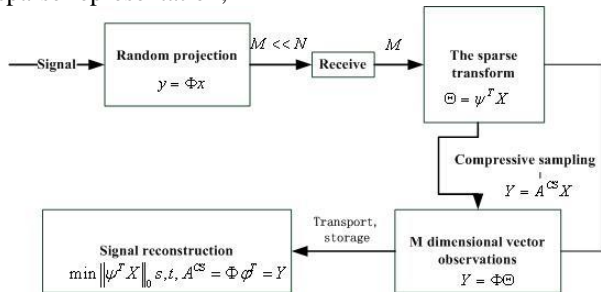 sparse representation,
Signal
Random projection
y = Φx
M << N
Receive
M
The sparse
transform
Θ = ψ^T X
Compressive sampling
Y = A^CS X
Transport,
storage
Signal reconstruction
min ‖ψ^T X‖_0 s,t, A^CS = Φφ^T = Y
M dimensional vector
observations
Y = ΦΘ